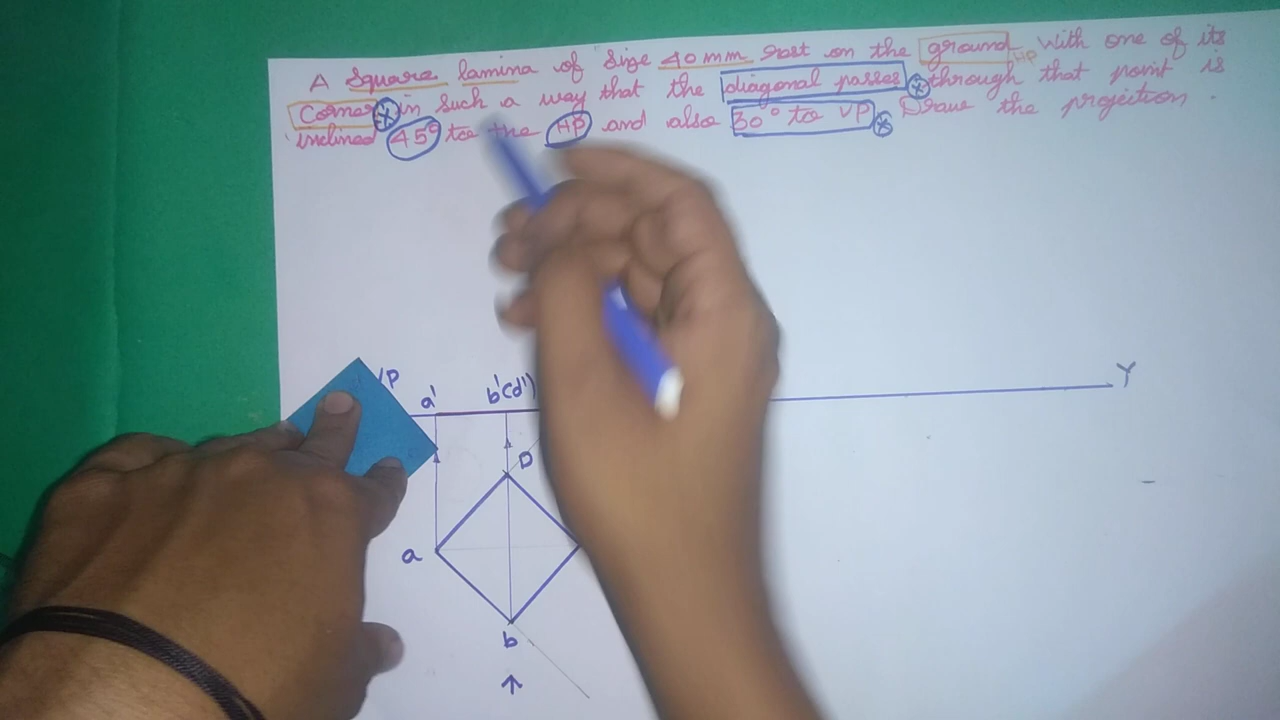 A Square lamina of size 40mm rest on the ground with one of its
HP
Corner in such a way that the diagonal passes through that point is
inclined 45° to the HP and also 30° to VP Draw the projection.
VP a' b'(d') Y
D
a
b